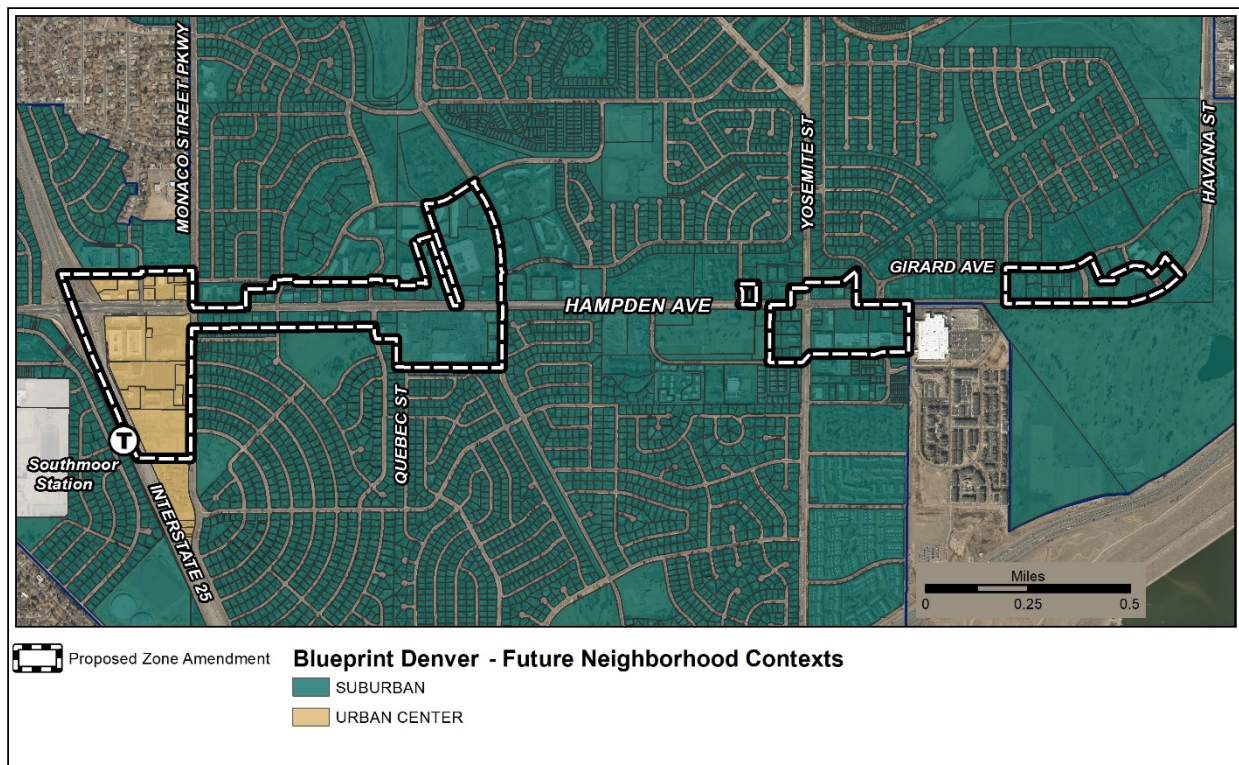 MONACO STREET PKWY
YOSEMITE ST
HAVANA ST
GIRARD AVE
HAMPDEN AVE
QUEBEC ST
T
Southmoor
Station
INTERSTATE 25
Miles
0 0.25 0.5
Proposed Zone Amendment
Blueprint Denver - Future Neighborhood Contexts
SUBURBAN
URBAN CENTER